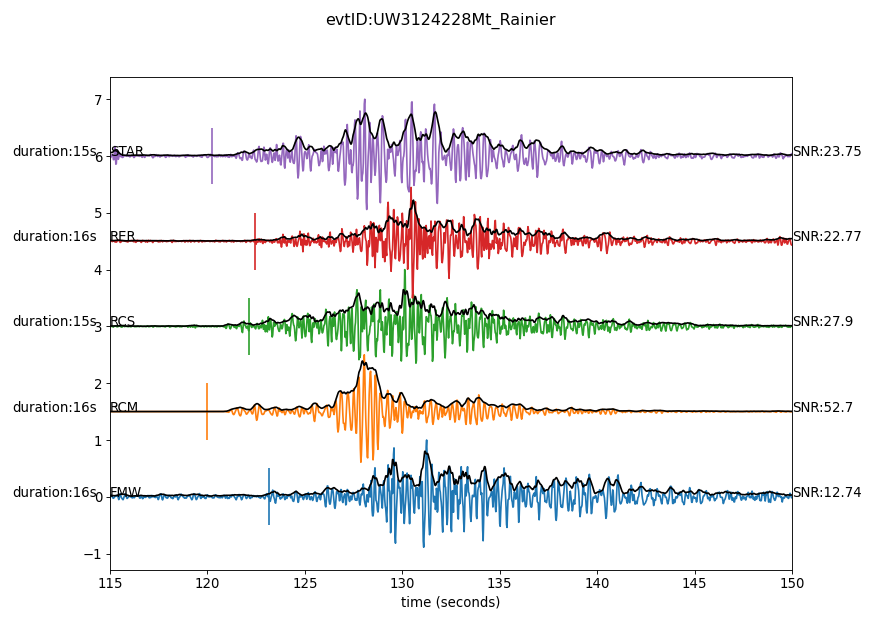 evtID:UW3124228Mt_Rainier
7
duration:15s STAR SNR:23.75
6
5
duration:16s RER SNR:22.77
4
duration:15s RCS SNR:27.9
3
2
duration:16s RCM SNR:52.7
1
duration:16s FMW SNR:12.74
0
−1
115 120 125 130 135 140 145 150
time (seconds)